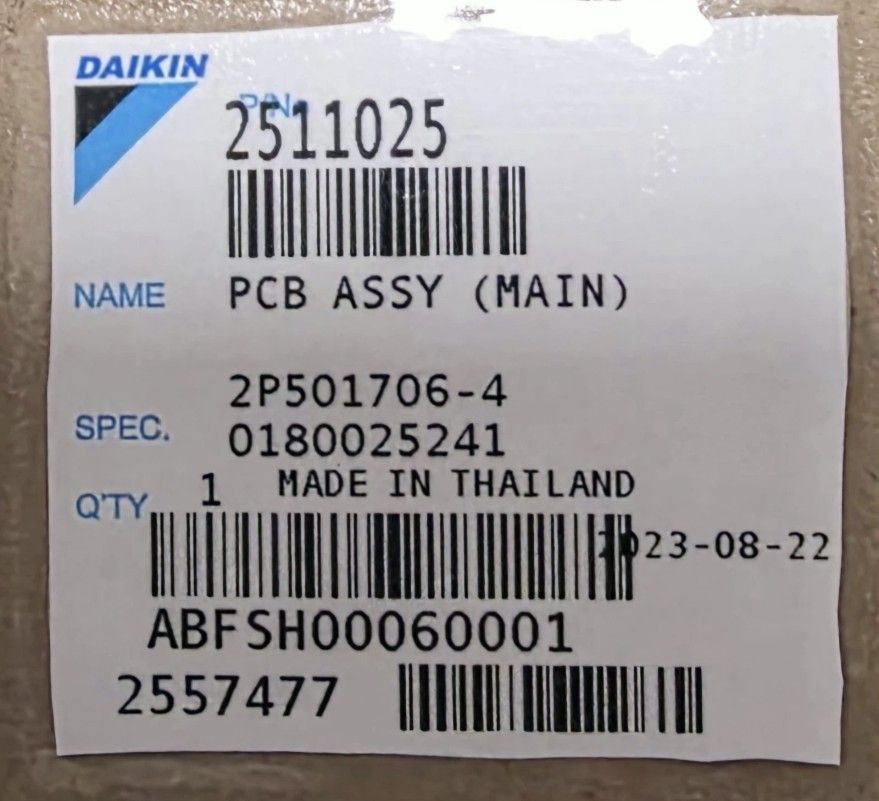 DAIKIN
P/No.
2511025
NAME PCB ASSY (MAIN)
2P501706-4
SPEC. 0180025241
Q'TY 1 MADE IN THAILAND
2023-08-22
ABFSH00060001
2557477